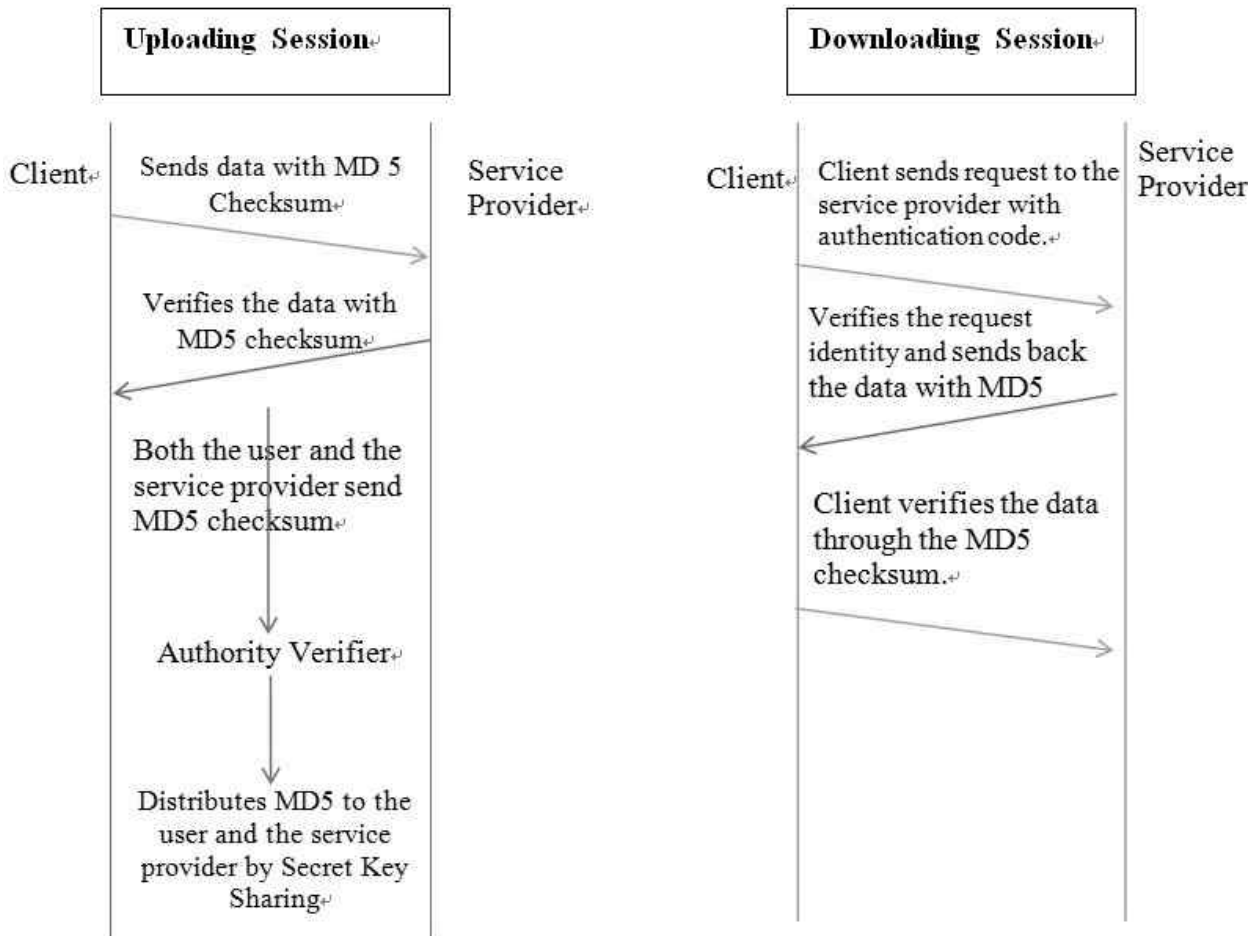 Uploading Session
Client
Sends data with MD 5
Checksum
Service
Provider
Verifies the data with
MD5 checksum
Both the user and the
service provider send
MD5 checksum
Authority Verifier
Distributes MD5 to the
user and the service
provider by Secret Key
Sharing
Downloading Session
Client
Client sends request to the
service provider with
authentication code.
Service
Provider
Verifies the request
identity and sends back
the data with MD5
Client verifies the data
through the MD5
checksum.